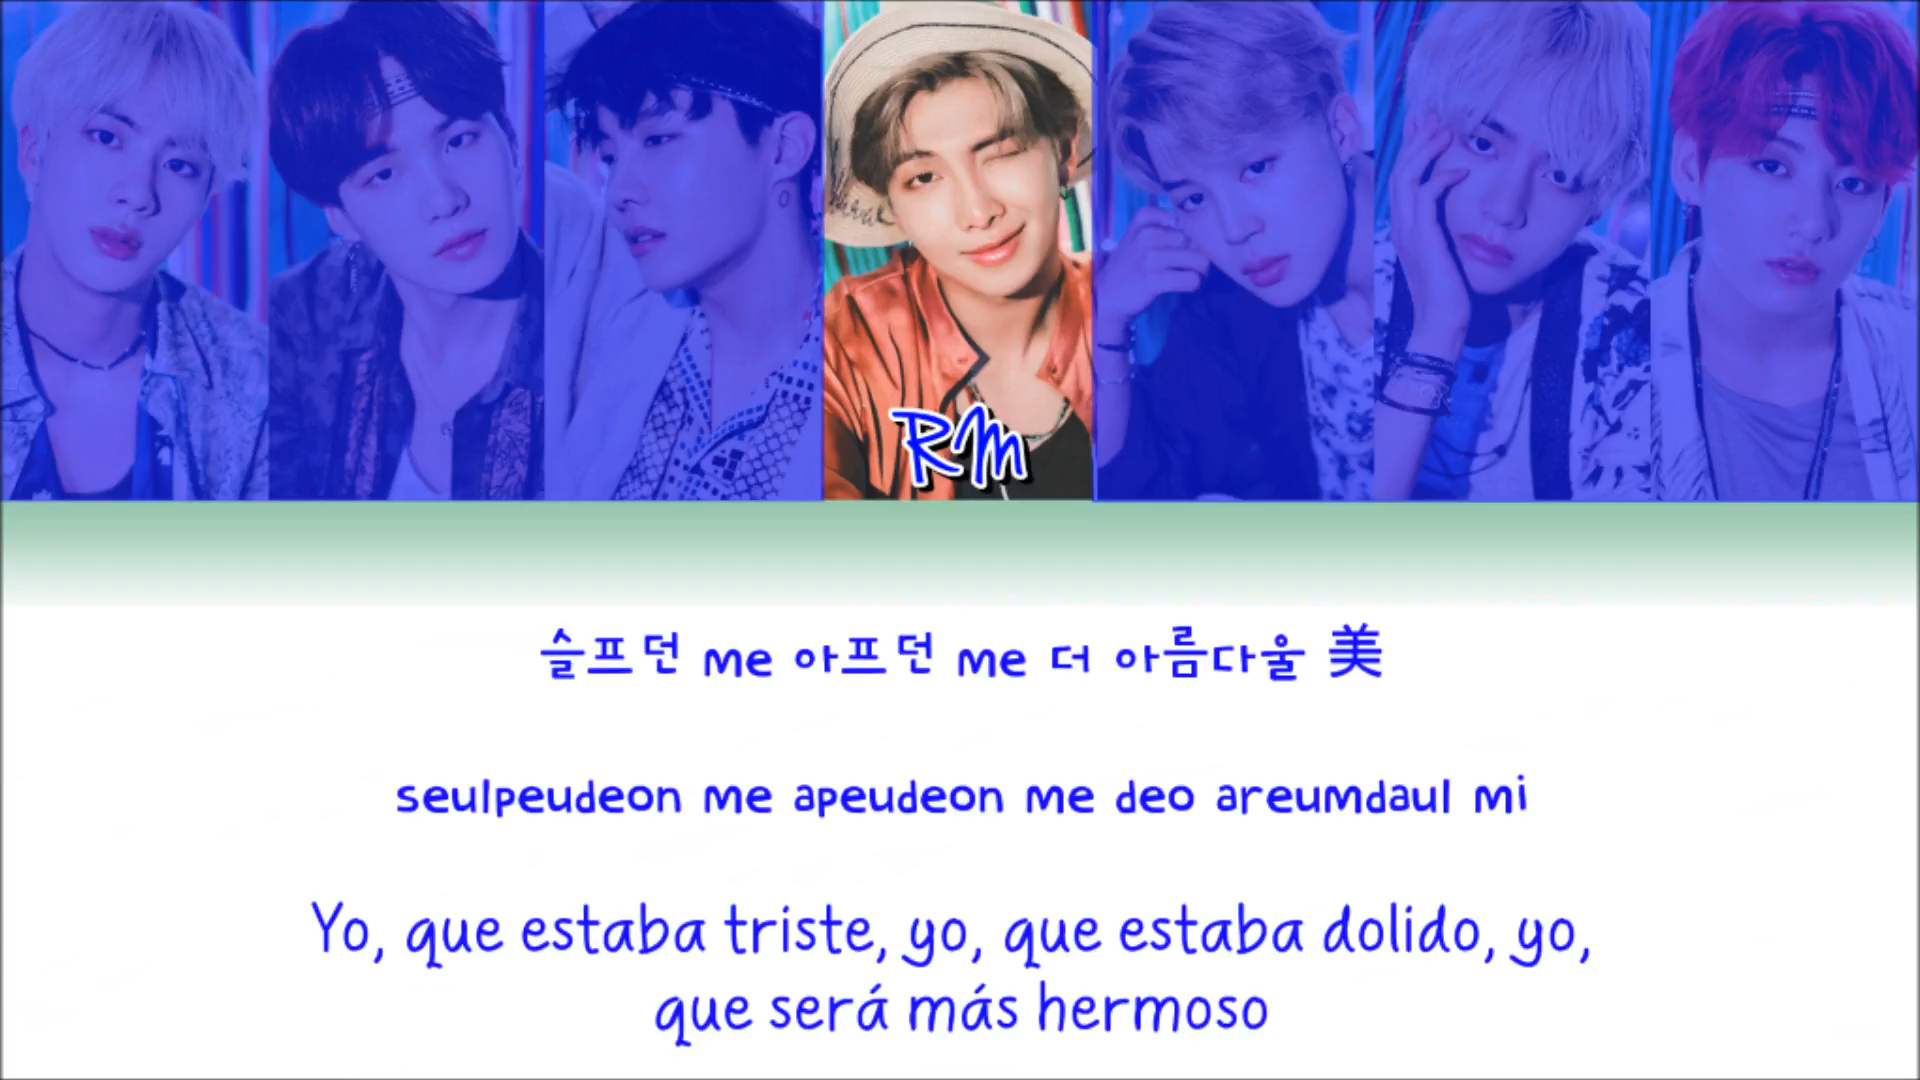 RM
슬프던 me 아프던 me 더 아름다울 美
seulpeudeon me apeudeon me deo areumdaul mi
Yo, que estaba triste, yo, que estaba dolido, yo,
que será más hermoso